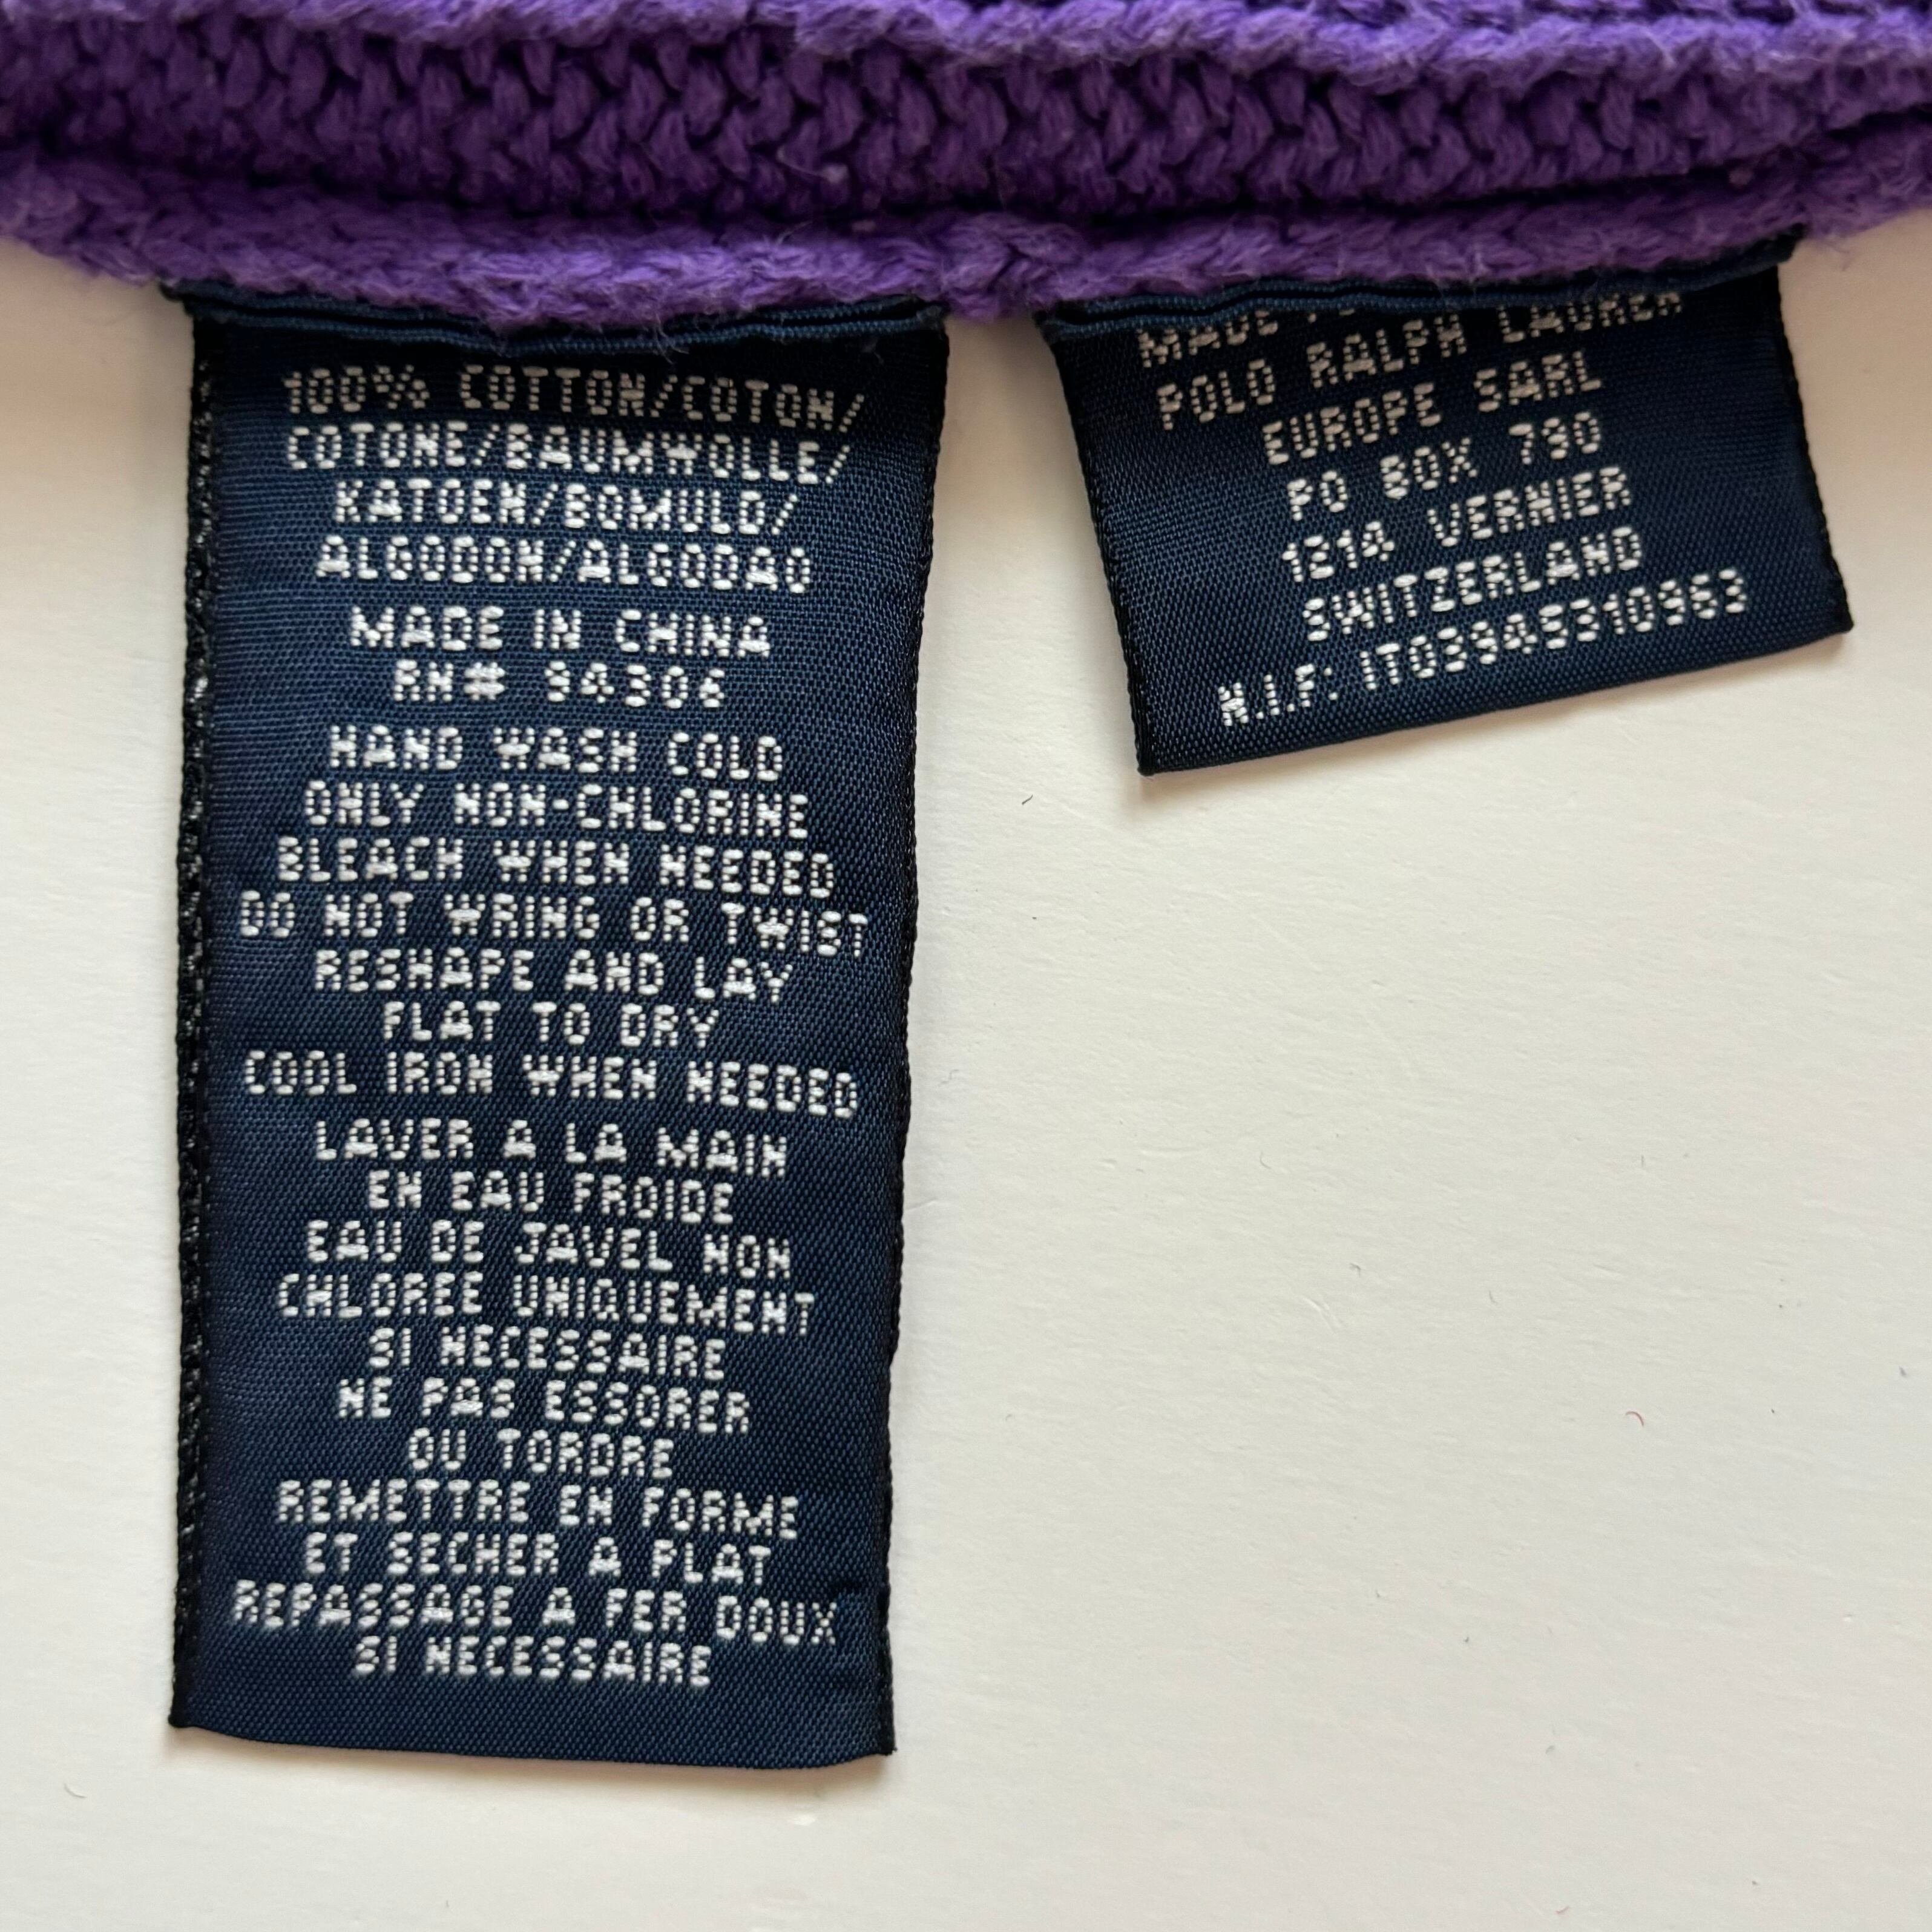 100% COTTON/COTON/
COTONE/BAUMWOLLE/
KATOEN/BOMULD/
ALGODON/ALGODAO
MADE IN CHINA
RN# 94306
HAND WASH COLD
ONLY NON-CHLORINE
BLEACH WHEN NEEDED
DO NOT WRING OR TWIST
RESHAPE AND LAY
FLAT TO DRY
COOL IRON WHEN NEEDED
LAVER A LA MAIN
EN EAU FROIDE
EAU DE JAVEL NON
CHLOREE UNIQUEMENT
SI NECESSAIRE
NE PAS ESSORER
OU TORDRE
REMETTRE EN FORME
ET SECHER A PLAT
REPASSAGE A FER DOUX
SI NECESSAIRE
MADE
POLO RALPH LAUREN
EUROPE SARL
PO BOX 790
1214 VERNIER
SWITZERLAND
N.I.F: IT03945310963